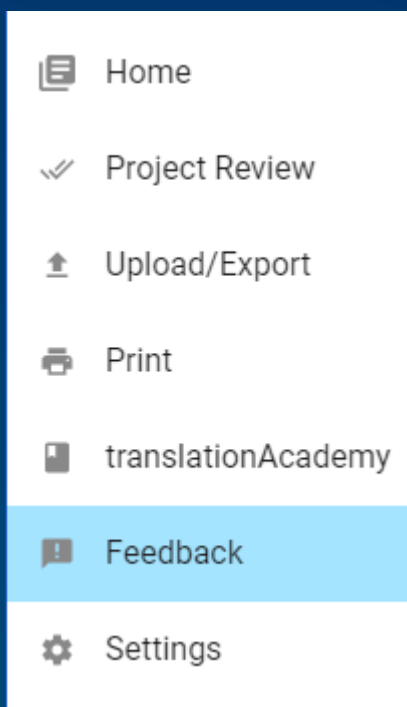 Home
Project Review
Upload/Export
Print
translationAcademy
Feedback
Settings